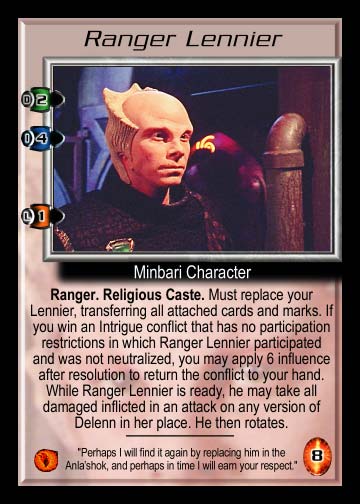 Ranger Lennier
D 2
I 4
L 1
Minbari Character
Ranger. Religious Caste. Must replace your
Lennier, transferring all attached cards and marks. If
you win an Intrigue conflict that has no participation
restrictions in which Ranger Lennier participated
and was not neutralized, you may apply 6 influence
after resolution to return the conflict to your hand.
While Ranger Lennier is ready, he may take all
damaged inflicted in an attack on any version of
Delenn in her place. He then rotates.
"Perhaps I will find it again by replacing him in the
Anla'shok, and perhaps in time I will earn your respect."
8